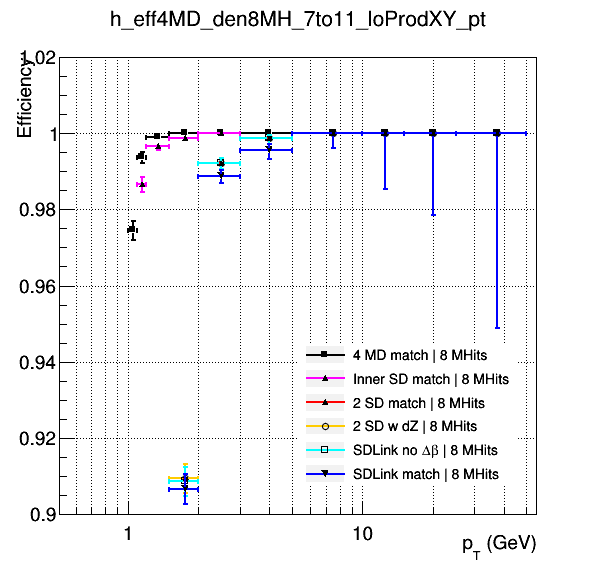 h_eff4MD_den8MH_7to11_loProdXY_pt
Efficiency
1.02
1
0.98
0.96
0.94
0.92
0.9
4 MD match | 8 MHits
Inner SD match | 8 MHits
2 SD match | 8 MHits
2 SD w dZ | 8 MHits
SDLink no Δβ | 8 MHits
SDLink match | 8 MHits
1 10
p_T (GeV)